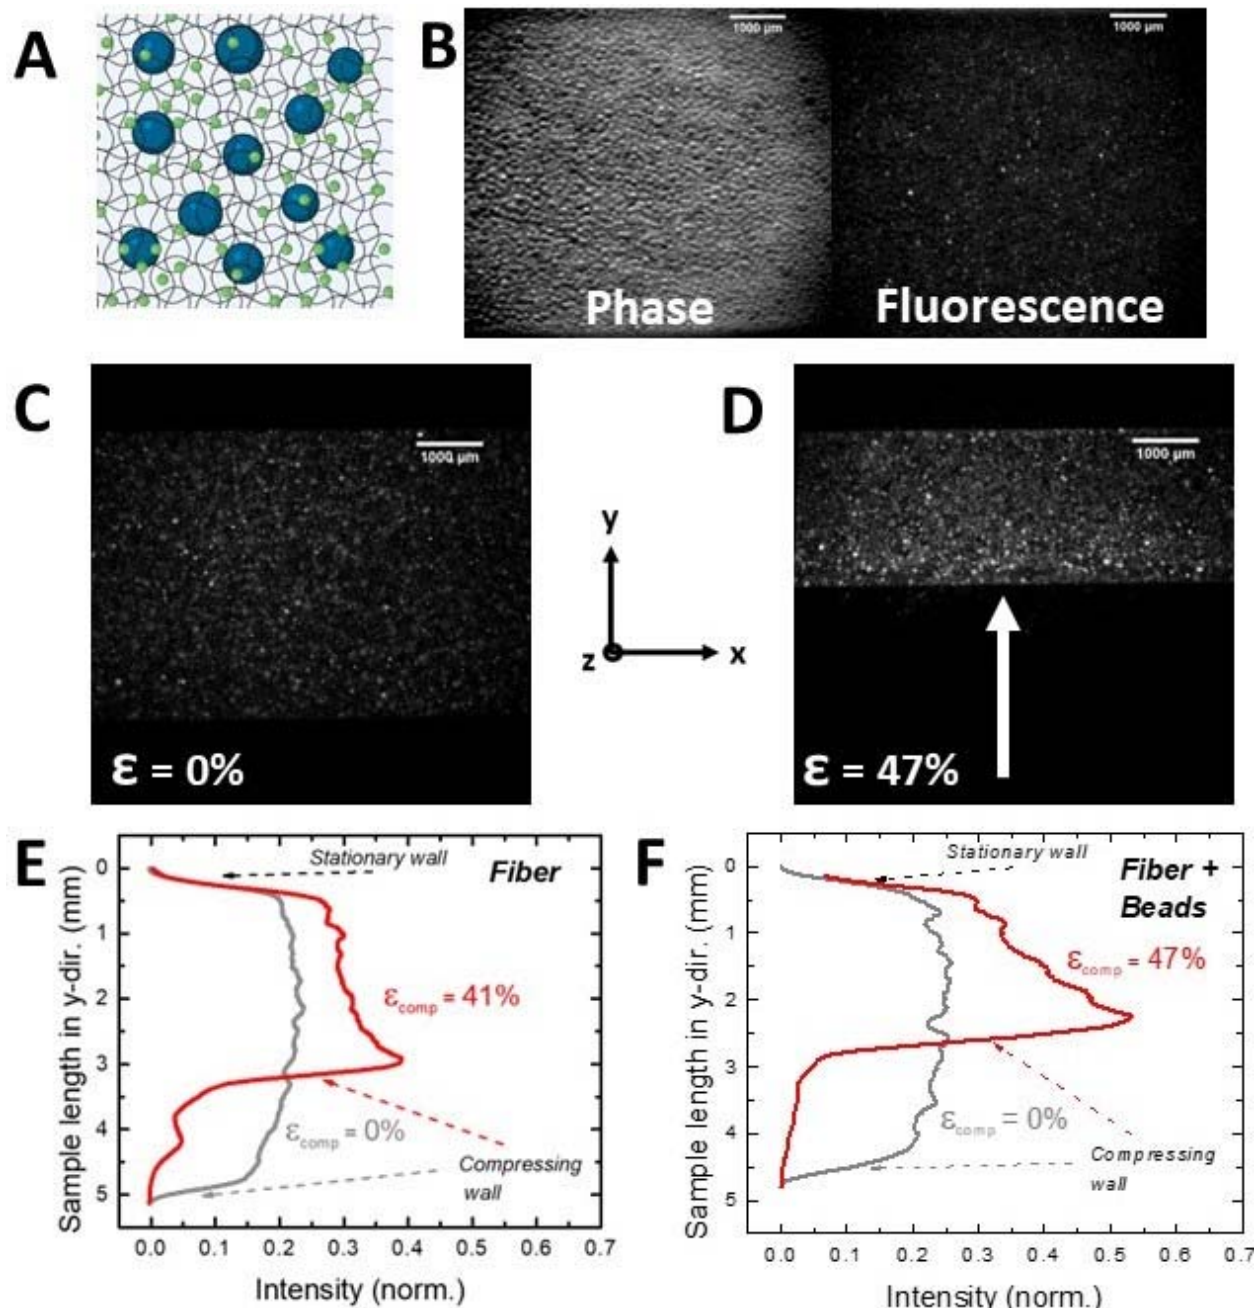 A
B
1000 µm
1000 µm
Phase
Fluorescence
C
1000 µm
ε = 0%
y
z
x
D
1000 µm
ε = 47%
E
Stationary wall
Fiber
ε comp = 41%
ε comp = 0%
Compressing
wall
0
1
2
3
4
5
Sample length in y-dir. (mm)
0.0 0.1 0.2 0.3 0.4 0.5 0.6 0.7
Intensity (norm.)
F
Stationary wall
Fiber +
Beads
ε comp = 47%
ε comp = 0%
Compressing
wall
0
1
2
3
4
5
Sample length in y-dir. (mm)
0.0 0.1 0.2 0.3 0.4 0.5 0.6 0.7
Intensity (norm.)